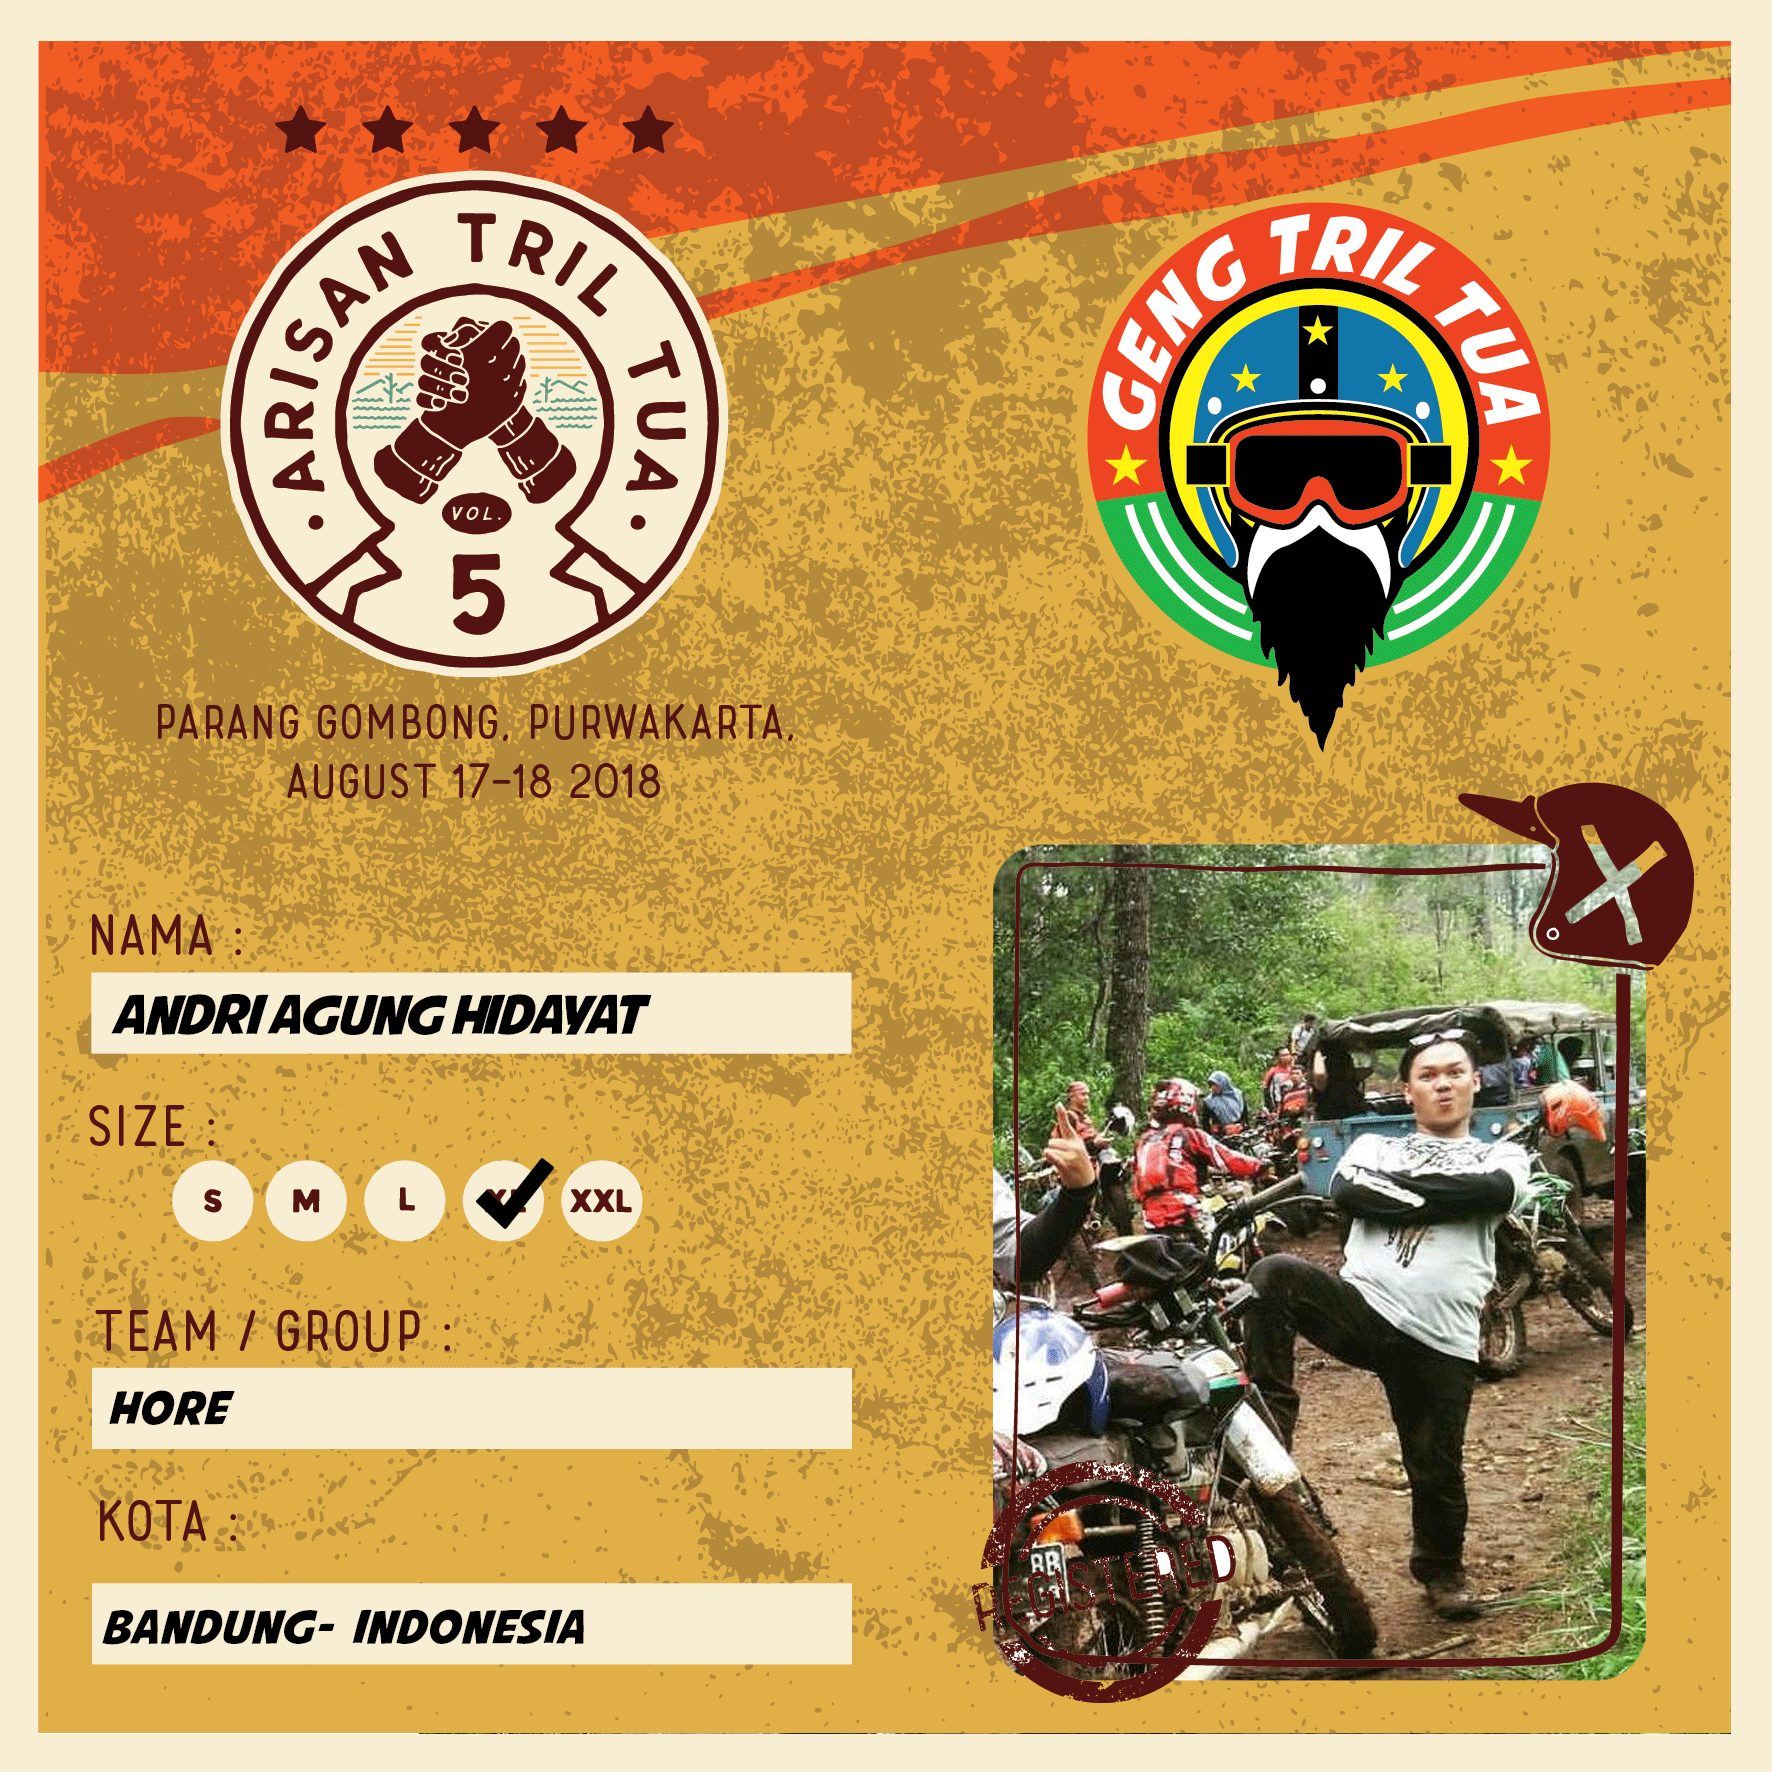 ARISAN TRIL TUA
VOL.
5
GENG TRIL TUA
PARANG GOMBONG, PURWAKARTA,
AUGUST 17-18 2018
NAMA :
ANDRI AGUNG HIDAYAT
SIZE :
S M L XL XXL
TEAM / GROUP :
HORE
KOTA :
BANDUNG- INDONESIA
REGISTERED